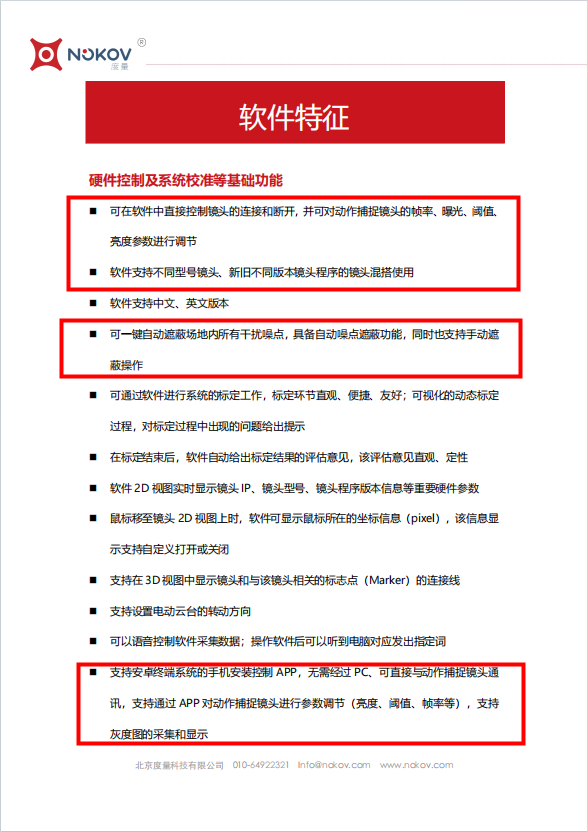 NOKOV®
度量
软件特征
硬件控制及系统校准等基础功能
■ 可在软件中直接控制镜头的连接和断开，并可对动作捕捉镜头的帧率、曝光、阈值、
亮度参数进行调节
■ 软件支持不同型号镜头、新旧不同版本镜头程序的镜头混搭使用
■ 软件支持中文、英文版本
■ 可一键自动遮蔽场地内所有干扰噪点，具备自动噪点遮蔽功能，同时也支持手动遮
蔽操作
■ 可通过软件进行系统的标定工作，标定环节直观、便捷、友好；可视化的动态标定
过程，对标定过程中出现的问题给出提示
■ 在标定结束后，软件自动给出标定结果的评估意见，该评估意见直观、定性
■ 软件 2D 视图实时显示镜头 IP、镜头型号、镜头程序版本信息等重要硬件参数
■ 鼠标移至镜头 2D 视图上时，软件可显示鼠标所在的坐标信息（pixel），该信息显
示支持自定义打开或关闭
■ 支持在 3D 视图中显示镜头和与该镜头相关的标志点（Marker）的连接线
■ 支持设置电动云台的转动方向
■ 可以语音控制软件采集数据；操作软件后可以听到电脑对应发出指定词
■ 支持安卓终端系统的手机安装控制 APP，无需经过 PC、可直接与动作捕捉镜头通
讯，支持通过 APP 对动作捕捉镜头进行参数调节（亮度、阈值、帧率等），支持
灰度图的采集和显示
北京度量科技有限公司 010-64922321 info@nokov.com www.nokov.com